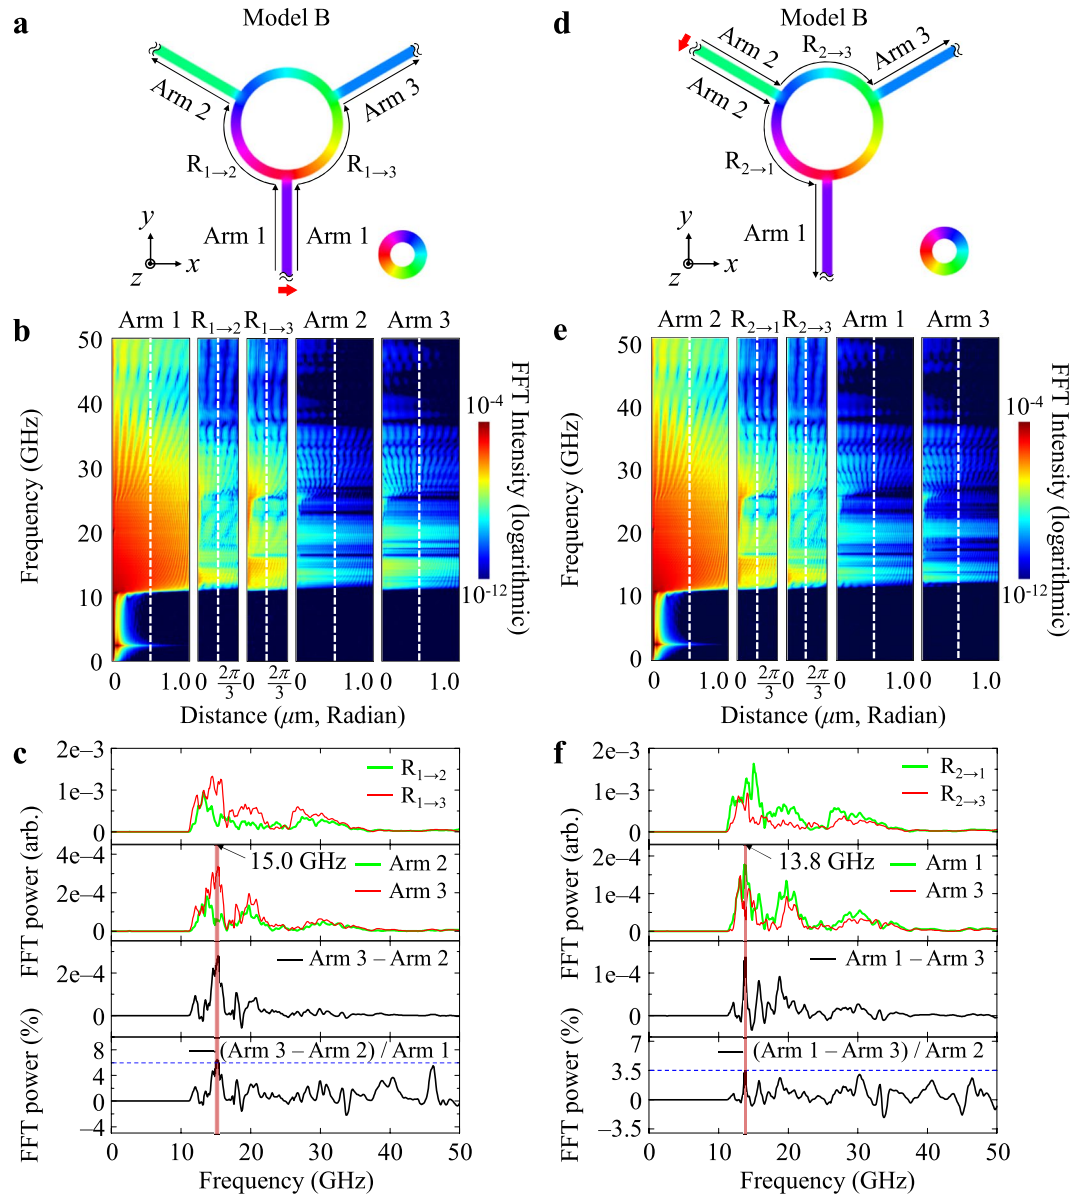 a
Model B
Arm 2
Arm 3
R1→2
R1→3
Arm 1
Arm 1
y
z
x
≈
≈
≈
b
Arm 1
R1→2
R1→3
Arm 2
Arm 3
50
40
30
20
10
0
Frequency (GHz)
10-4
10-12
FFT Intensity (logarithmic)
0
1.0
0
2π/3
0
2π/3
0
1.0
0
1.0
Distance (μm, Radian)
c
2e–3
1e–3
0
R1→2
R1→3
4e–4
2e–4
0
15.0 GHz
Arm 2
Arm 3
FFT power (arb.)
2e–4
0
Arm 3 – Arm 2
8
4
0
–4
(Arm 3 – Arm 2) / Arm 1
FFT power (%)
0
10
20
30
40
50
Frequency (GHz)
d
Model B
Arm 2
R2→3
Arm 3
Arm 2
R2→1
Arm 1
y
z
x
≈
≈
≈
e
Arm 2
R2→1
R2→3
Arm 1
Arm 3
50
40
30
20
10
0
Frequency (GHz)
10-4
10-12
FFT Intensity (logarithmic)
0
1.0
0
2π/3
0
2π/3
0
1.0
0
1.0
Distance (μm, Radian)
f
2e–3
1e–3
0
R2→1
R2→3
2e–4
1e–4
0
13.8 GHz
Arm 1
Arm 3
FFT power (arb.)
1e–4
0
Arm 1 – Arm 3
7
3.5
0
–3.5
(Arm 1 – Arm 3) / Arm 2
FFT power (%)
0
10
20
30
40
50
Frequency (GHz)